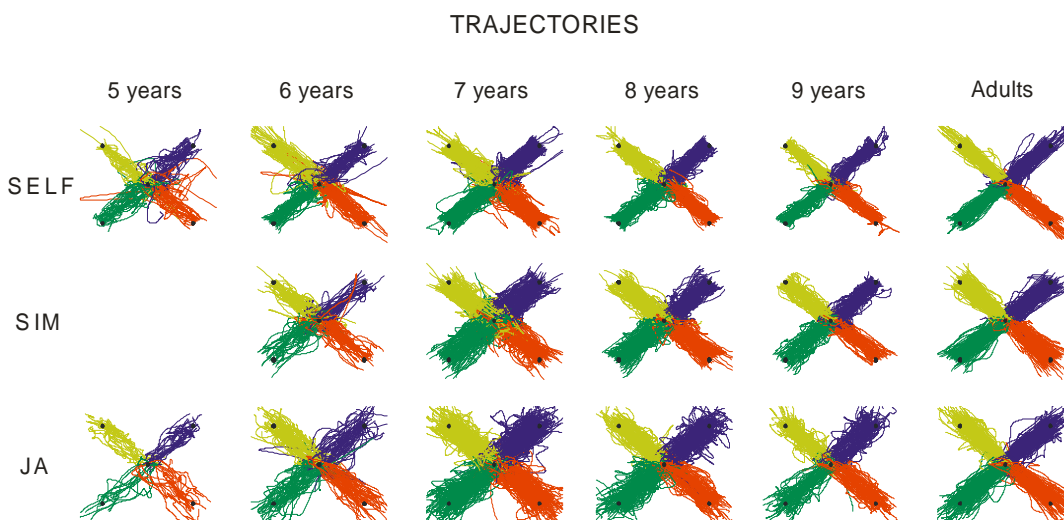 TRAJECTORIES
5 years 6 years 7 years 8 years 9 years Adults
SELF
SIM
JA